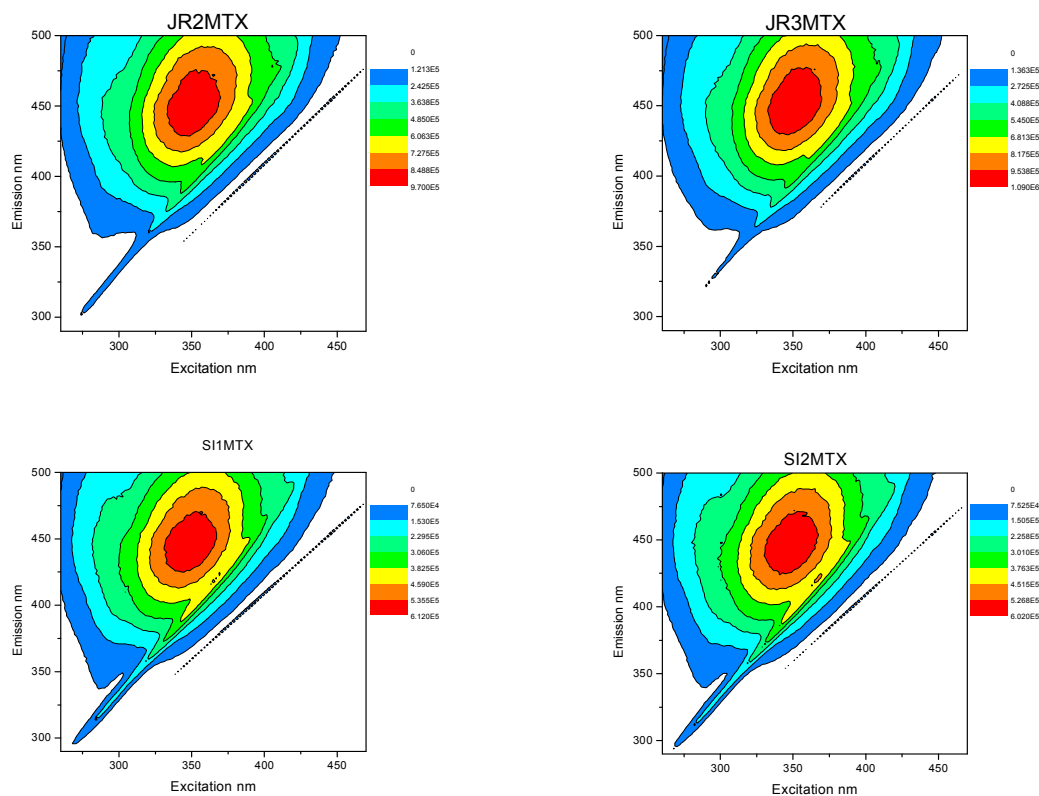 JR2MTX
500
450
400
350
300
Emission nm
300
350
400
450
Excitation nm
0
1.213E5
2.425E5
3.638E5
4.850E5
6.063E5
7.275E5
8.488E5
9.700E5
JR3MTX
500
450
400
350
300
Emission nm
300
350
400
450
Excitation nm
0
1.363E5
2.725E5
4.088E5
5.450E5
6.813E5
8.175E5
9.538E5
1.090E6
SI1MTX
500
450
400
350
300
Emission nm
300
350
400
450
Excitation nm
0
7.650E4
1.530E5
2.295E5
3.060E5
3.825E5
4.590E5
5.355E5
6.120E5
SI2MTX
500
450
400
350
300
Emission nm
300
350
400
450
Excitation nm
0
7.525E4
1.505E5
2.258E5
3.010E5
3.763E5
4.515E5
5.268E5
6.020E5